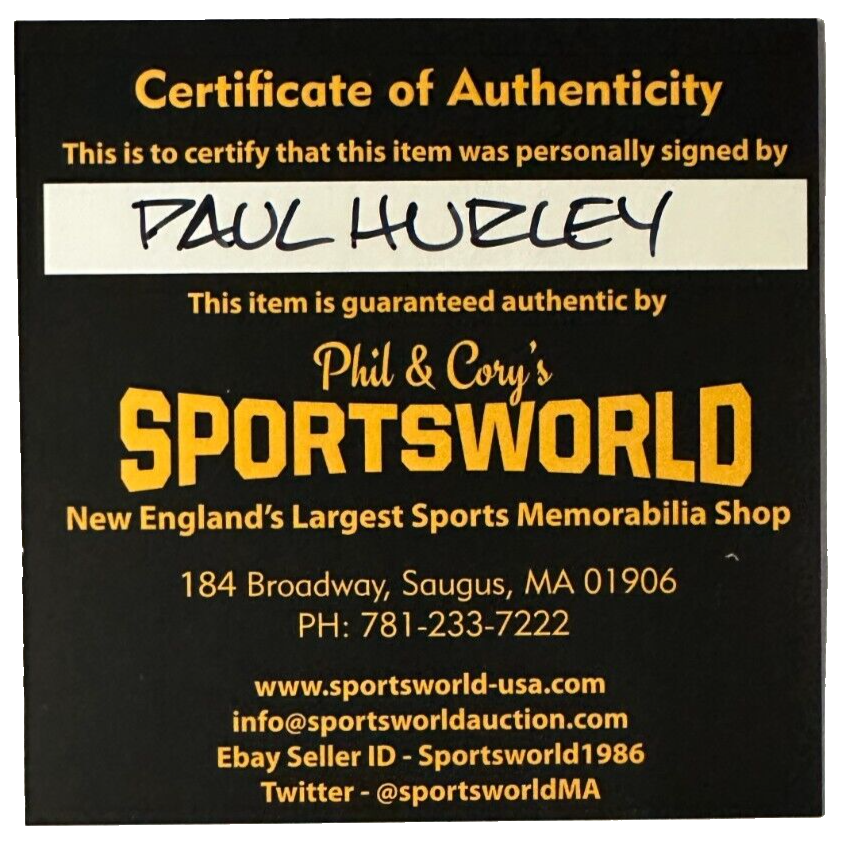 Certificate of Authenticity
This is to certify that this item was personally signed by
PAUL HURLEY
This item is guaranteed authentic by
Phil & Cory's
SPORTSWORLD
New England's Largest Sports Memorabilia Shop
184 Broadway, Saugus, MA 01906
PH: 781-233-7222
www.sportsworld-usa.com
info@sportsworldauction.com
Ebay Seller ID - Sportsworld1986
Twitter - @sportsworldMA